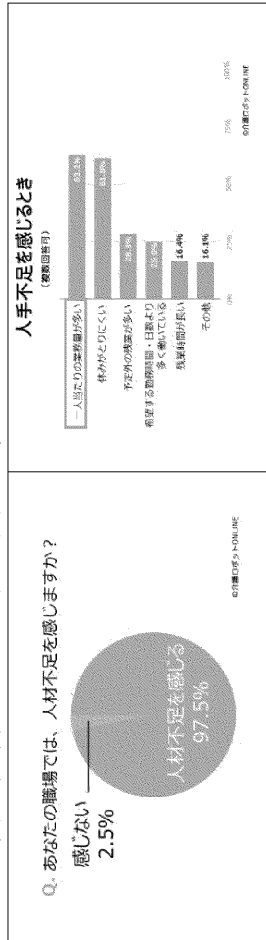 Q. あなたの職場では、人材不足を感じますか？
感じない
2.5%
人材不足を感じる
97.5%
©介護ロボットONLINE
人手不足を感じるとき
（複数回答可）
一人当たりの業務量が多い
休みがとりにくい
予定外の残業が多い
28.3%
希望する勤務時間・日数より
多く働いている
残業時間が長い
16.4%
その他
16.1%
0%
25%
50%
75%
100%
©介護ロボットONLINE